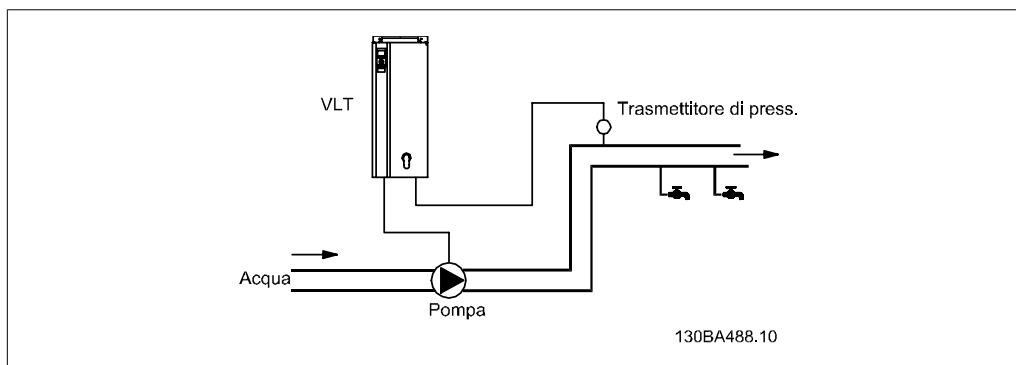 VLT
Trasmettitore di press.
Acqua
Pompa
130BA488.10